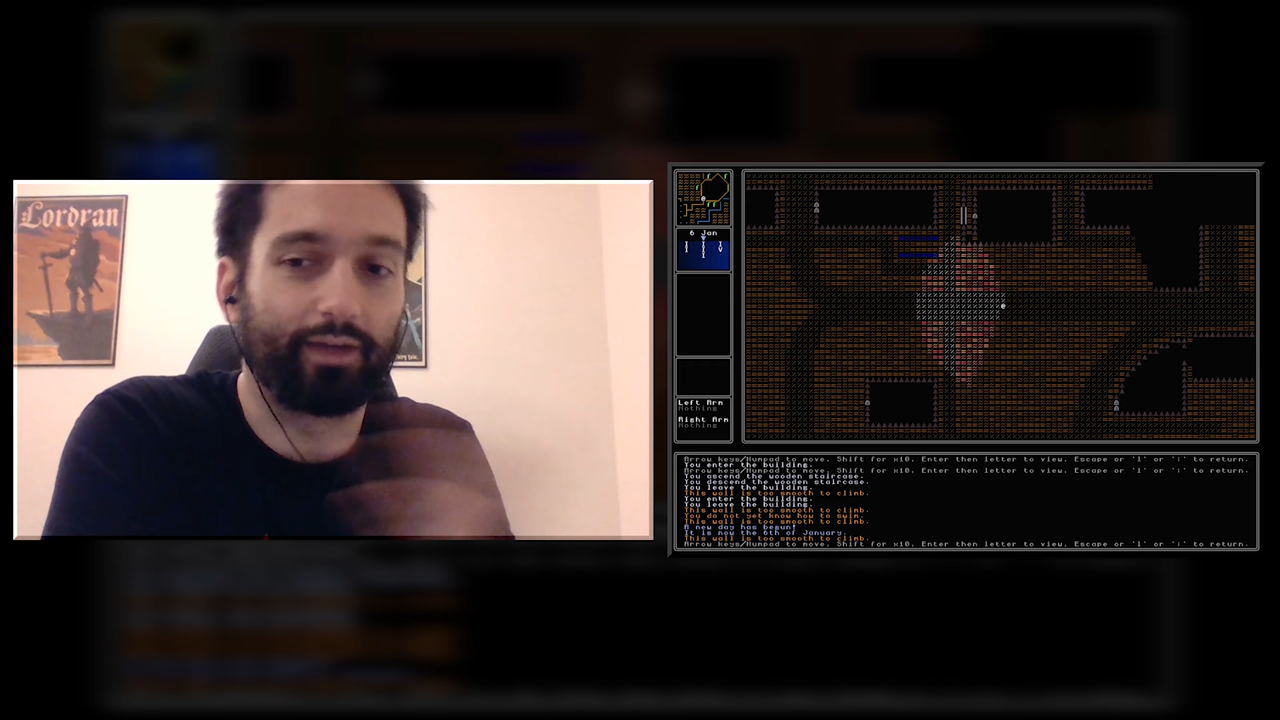 Lordran
fairy tale.
6 Jan
Left Arm
Nothing
Right Arm
Nothing
Arrow keys/Numpad to move. Shift for x10. Enter then letter to view. Escape or 'l' or ';' to return.
You enter the building.
Arrow keys/Numpad to move. Shift for x10. Enter then letter to view. Escape or 'l' or ';' to return.
You ascend the wooden staircase.
You descend the wooden staircase.
You leave the building.
This wall is too smooth to climb.
You enter the building.
You leave the building.
This wall is too smooth to climb.
You do not yet know how to swim.
This wall is too smooth to climb.
A new day has begun!
It is now the 6th of January.
This wall is too smooth to climb.
Arrow keys/Numpad to move. Shift for x10. Enter then letter to view. Escape or 'l' or ';' to return.